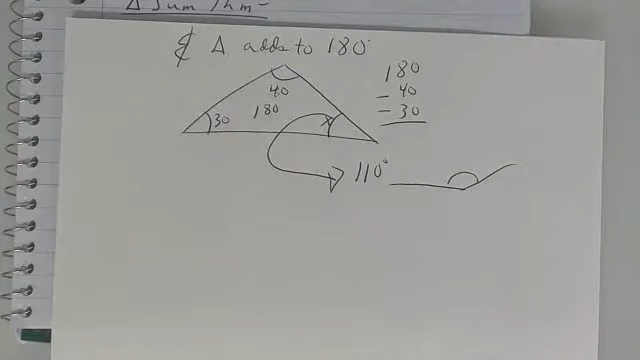 Δ Sum Thm-
∠ Δ adds to 180°
180
- 40
- 30
40
180
30
x
110°